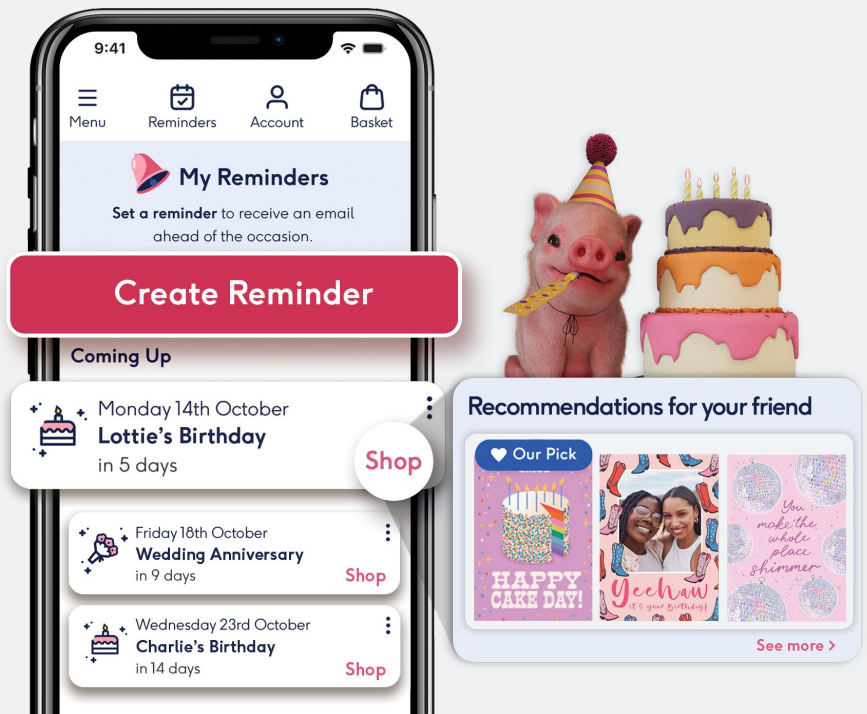 9:41
Menu
Reminders
Account
Basket
My Reminders
Set a reminder to receive an email
ahead of the occasion.
Create Reminder
Coming Up
Monday 14th October
Lottie's Birthday
in 5 days
Shop
Friday 18th October
Wedding Anniversary
in 9 days
Shop
Wednesday 23rd October
Charlie's Birthday
in 14 days
Shop
Recommendations for your friend
Our Pick
HAPPY
CAKE DAY!
Yeehaw
it's your Birthday!
You
make the
whole
place
shimmer
See more >